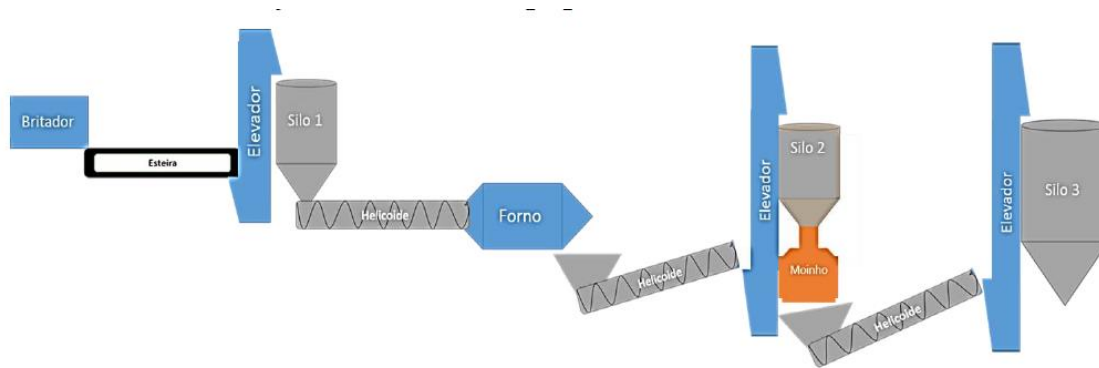 Britador
Esteira
Elevador
Silo 1
Helicoide
Forno
Helicoide
Elevador
Silo 2
Moinho
Helicoide
Elevador
Silo 3